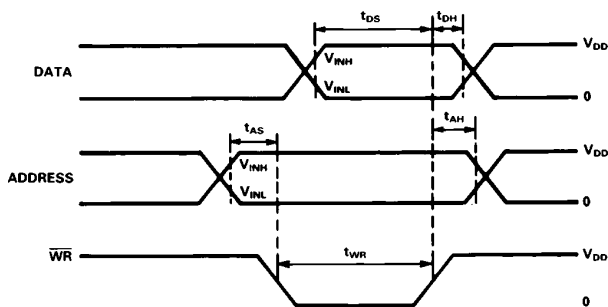 tDS
tDH
DATA
VINH
VINL
VDD
0
tAS
tAH
ADDRESS
VINH
VINL
VDD
0
WR
tWR
VDD
0